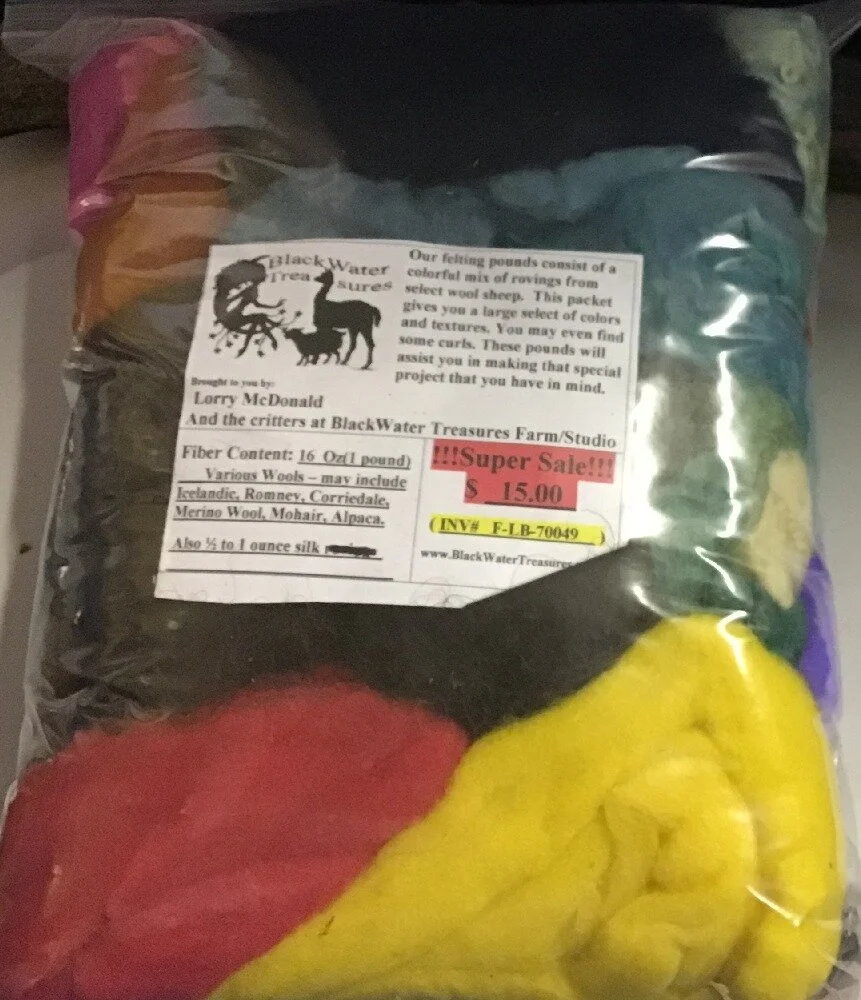 BlackWater
Treasures
Our felting pounds consist of a
colorful mix of rovings from
select wool sheep. This packet
gives you a large select of colors
and textures. You may even find
some curls. These pounds will
assist you in making that special
project that you have in mind.
Brought to you by:
Lorry McDonald
And the critters at BlackWater Treasures Farm/Studio
Fiber Content: 16 Oz(1 pound)
Various Wools – may include
Icelandic, Romney, Corriedale,
Merino Wool, Mohair, Alpaca,
Also ½ to 1 ounce silk
!!!Super Sale!!!
$ 15.00
( INV# F-LB-70049 )
www.BlackWaterTreasures